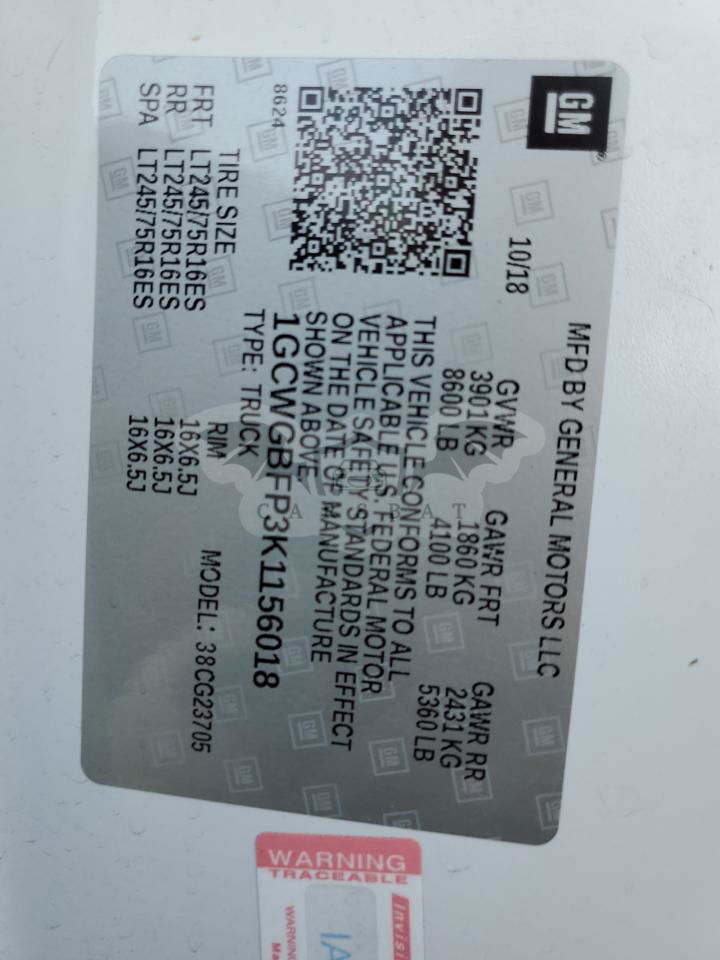 GM
MFD BY GENERAL MOTORS LLC
10/18
GVWR GAWR FRT GAWR RR
3901 KG 1860 KG 2431 KG
8600 LB 4100 LB 5360 LB
THIS VEHICLE CONFORMS TO ALL
APPLICABLE U.S. FEDERAL MOTOR
VEHICLE SAFETY STANDARDS IN EFFECT
ON THE DATE OF MANUFACTURE
SHOWN ABOVE.
1GCWGBFP3K1156018
8624
TYPE: TRUCK MODEL: 38CG23705
TIRE SIZE RIM
FRT LT245/75R16ES 16X6.5J
RR LT245/75R16ES 16X6.5J
SPA LT245/75R16ES 16X6.5J
WARNING
TRACEABLE